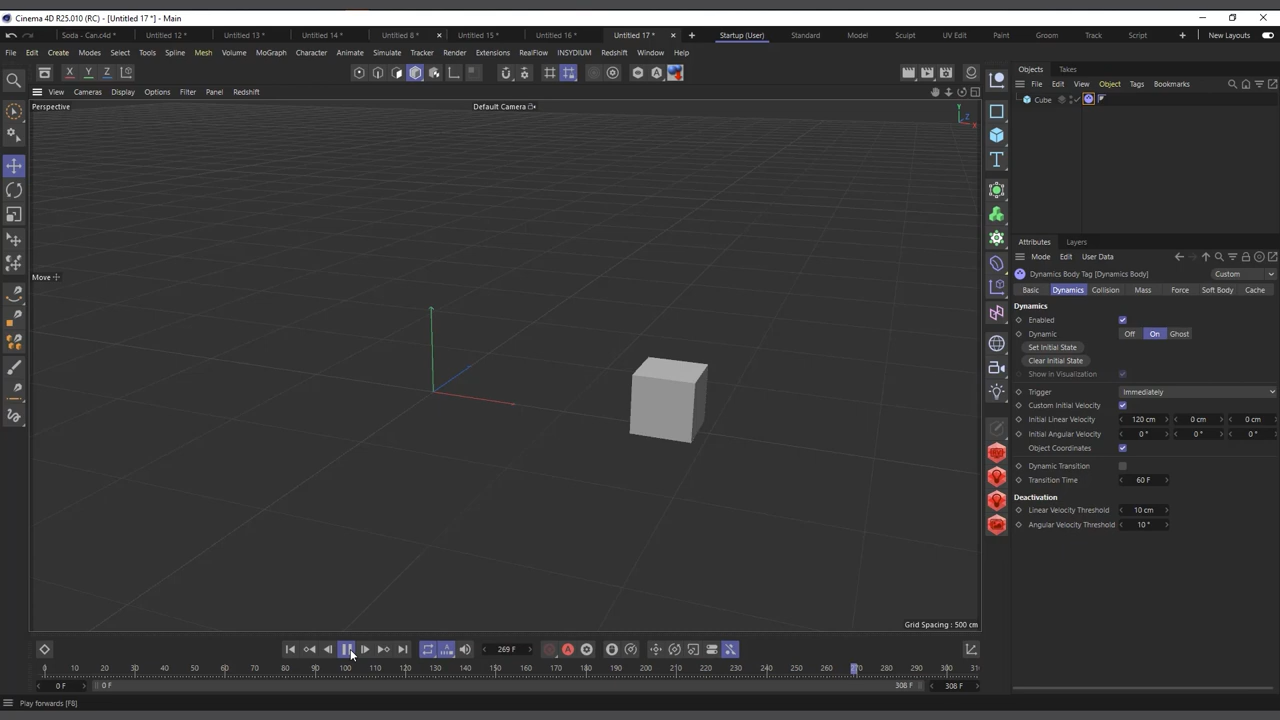 Cinema 4D R25.010 (RC) - [Untitled 17 *] - Main
Soda - Can.c4d * Untitled 12 * Untitled 13 * Untitled 14 * Untitled 8 * Untitled 15 * Untitled 16 * Untitled 17 * Startup (User) Standard Model Sculpt UV Edit Paint Groom Track Script New Layouts
File Edit Create Modes Select Tools Spline Mesh Volume MoGraph Character Animate Simulate Tracker Render Extensions RealFlow INSYDIUM Redshift Window Help
X Y Z
View Cameras Display Options Filter Panel Redshift
Perspective
Default Camera
Y
Z
X
Move
Grid Spacing : 500 cm
Objects Takes
File Edit View Object Tags Bookmarks
Cube
Attributes Layers
Mode Edit User Data
Dynamics Body Tag [Dynamics Body] Custom
Basic Dynamics Collision Mass Force Soft Body Cache
Dynamics
Enabled
Dynamic Off On Ghost
Set Initial State
Clear Initial State
Show in Visualization
Trigger Immediately
Custom Initial Velocity
Initial Linear Velocity 120 cm 0 cm 0 cm
Initial Angular Velocity 0 ° 0 ° 0 °
Object Coordinates
Dynamic Transition
Transition Time 60 F
Deactivation
Linear Velocity Threshold 10 cm
Angular Velocity Threshold 10 °
269 F
0 10 20 30 40 50 60 70 80 90 100 110 120 130 140 150 160 170 180 190 200 210 220 230 240 250 260 270 280 290 300 31
0 F 0 F 308 F 308 F
Play forwards [F8]